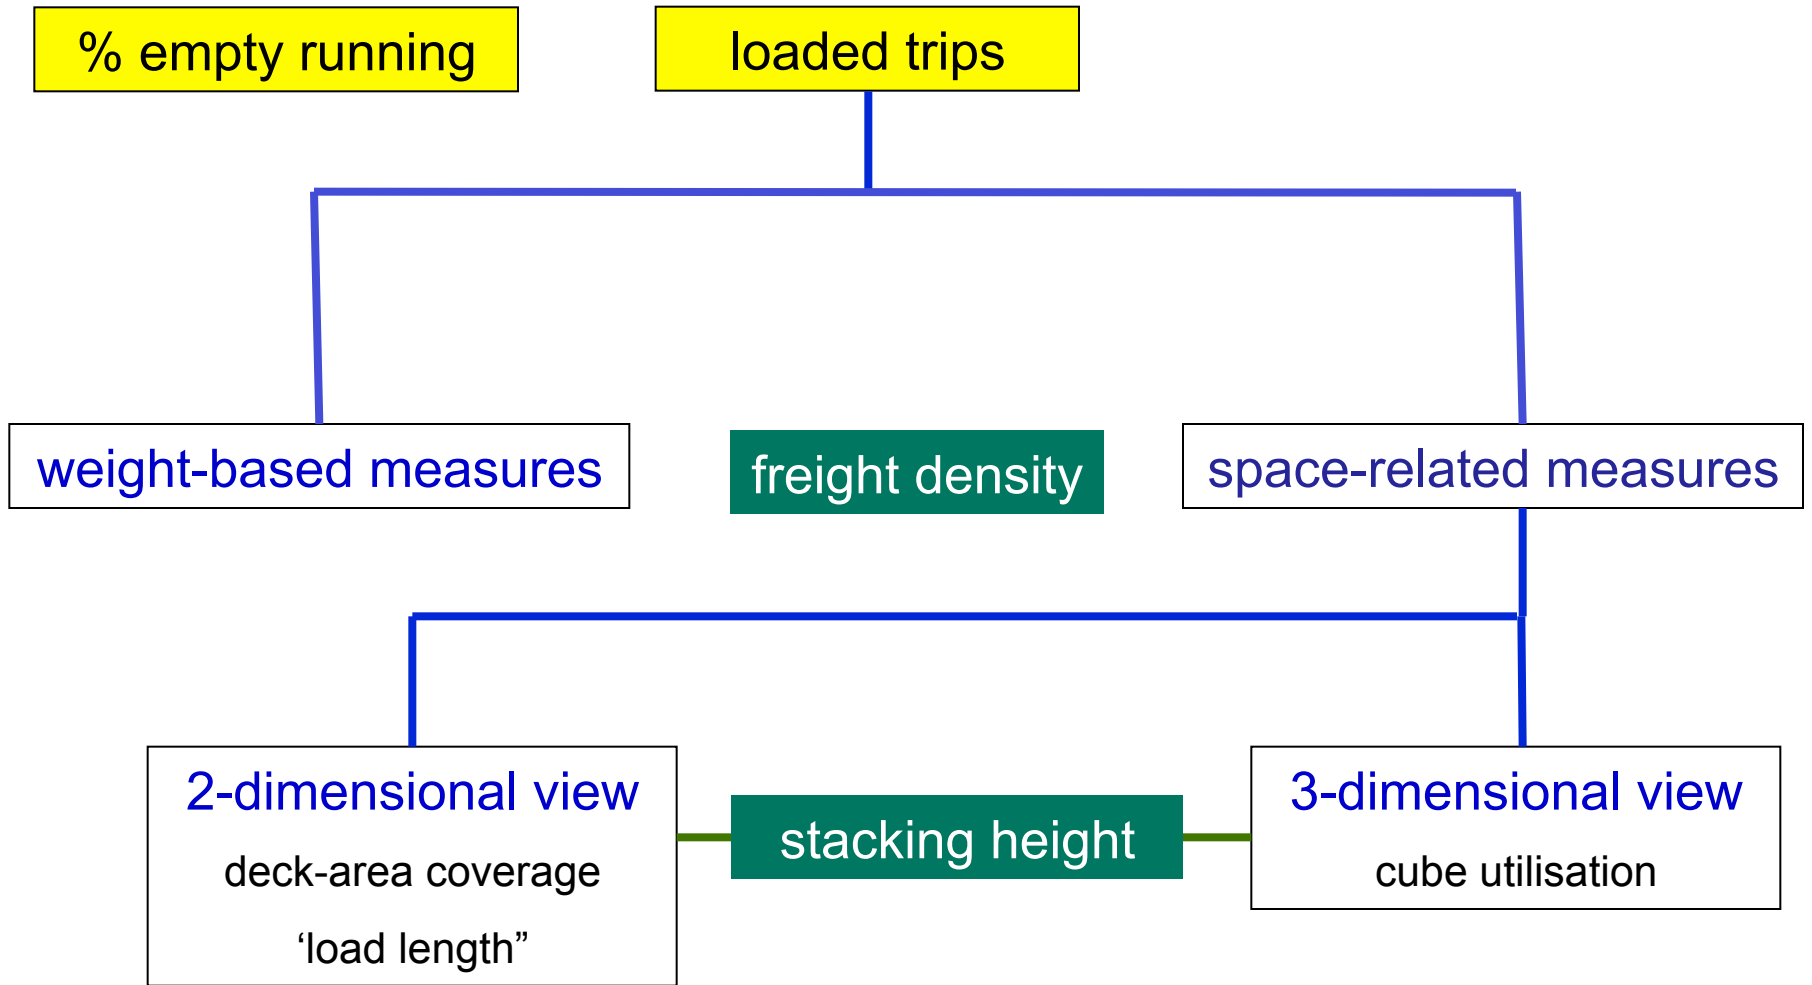 % empty running
loaded trips
weight-based measures
freight density
space-related measures
2-dimensional view
deck-area coverage
‘load length”
stacking height
3-dimensional view
cube utilisation